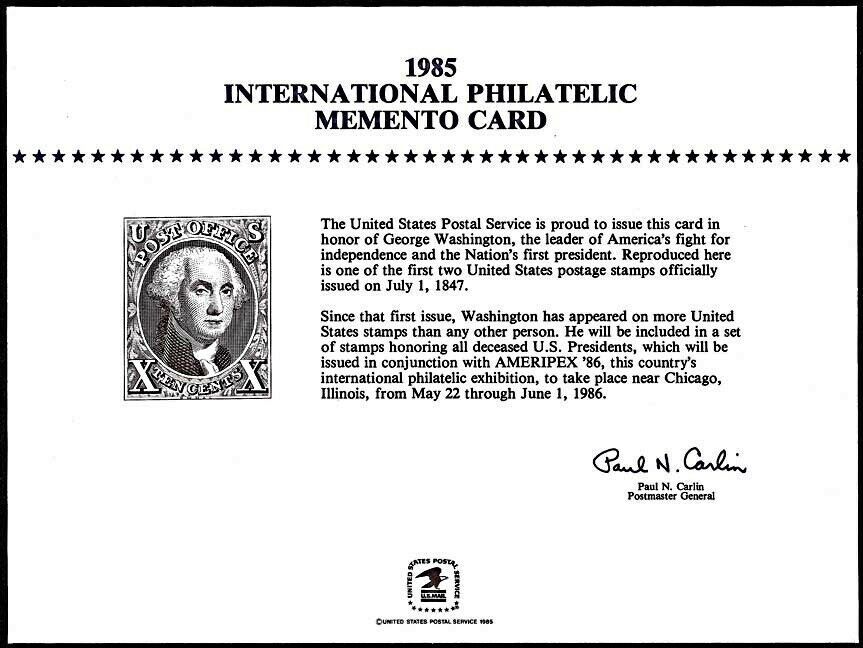 1985
INTERNATIONAL PHILATELIC
MEMENTO CARD
U S
POST OFFICE
X TEN CENTS X
The United States Postal Service is proud to issue this card in
honor of George Washington, the leader of America's fight for
independence and the Nation's first president. Reproduced here
is one of the first two United States postage stamps officially
issued on July 1, 1847.
Since that first issue, Washington has appeared on more United
States stamps than any other person. He will be included in a set
of stamps honoring all deceased U.S. Presidents, which will be
issued in conjunction with AMERIPEX '86, this country's
international philatelic exhibition, to take place near Chicago,
Illinois, from May 22 through June 1, 1986.
Paul N. Carlin
Paul N. Carlin
Postmaster General
UNITED STATES POSTAL SERVICE
U.S.MAIL
©UNITED STATES POSTAL SERVICE 1985